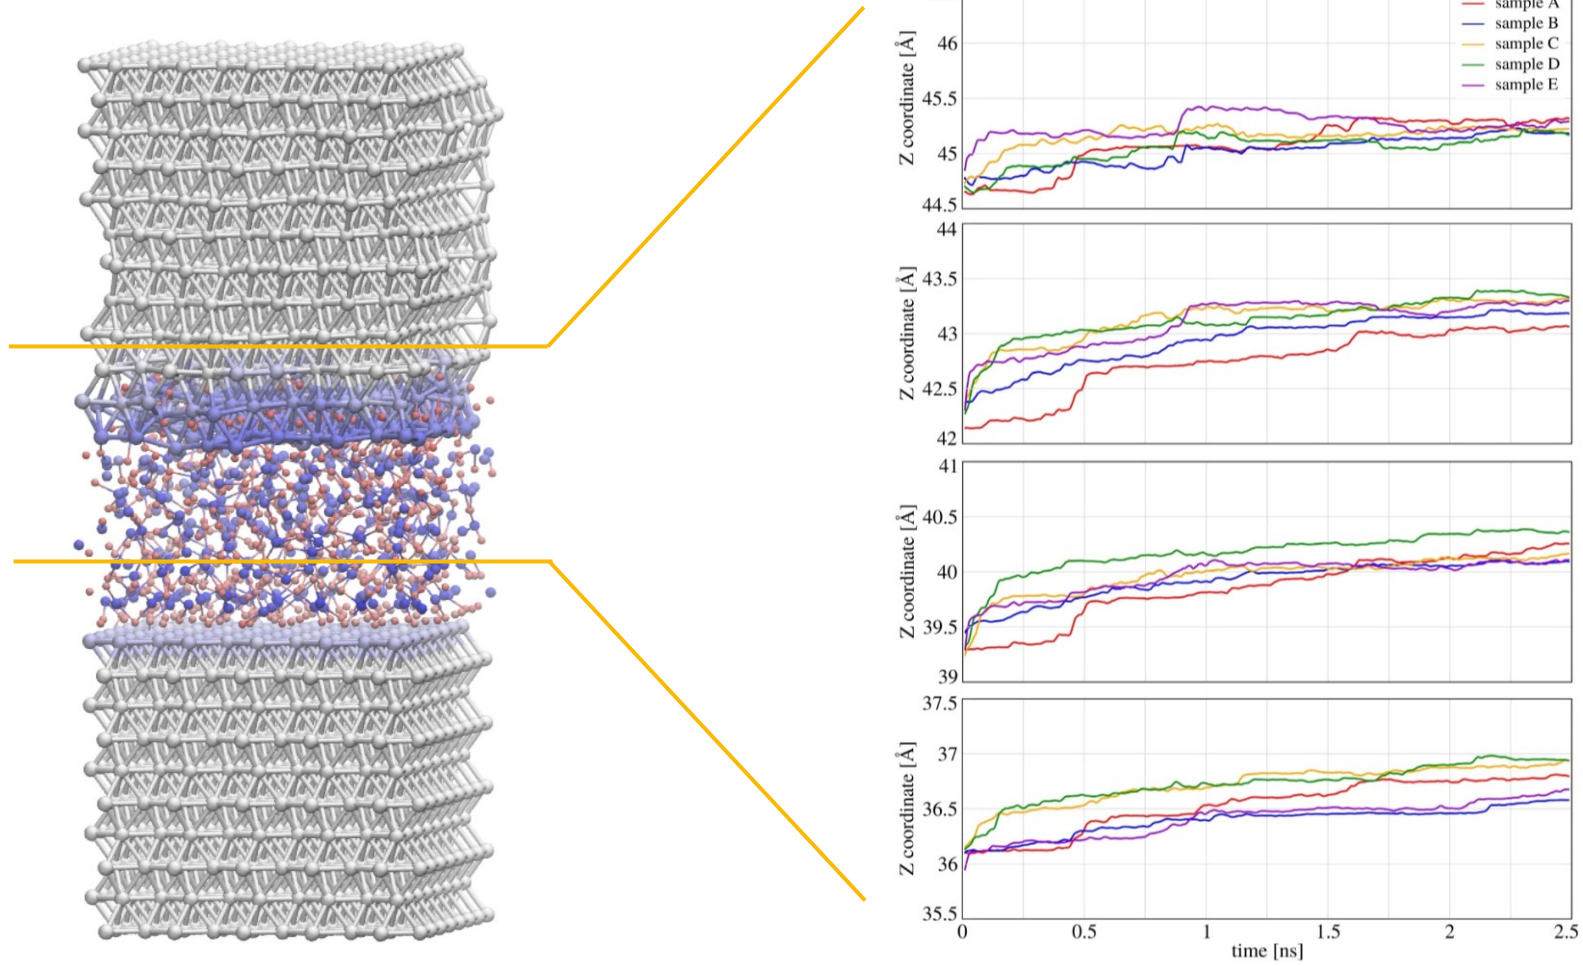 sample A
sample B
sample C
sample D
sample E
Z coordinate [Å]
46
45.5
45
44.5
Z coordinate [Å]
44
43.5
43
42.5
42
Z coordinate [Å]
41
40.5
40
39.5
39
Z coordinate [Å]
37.5
37
36.5
36
35.5
0 0.5 1 1.5 2 2.5
time [ns]